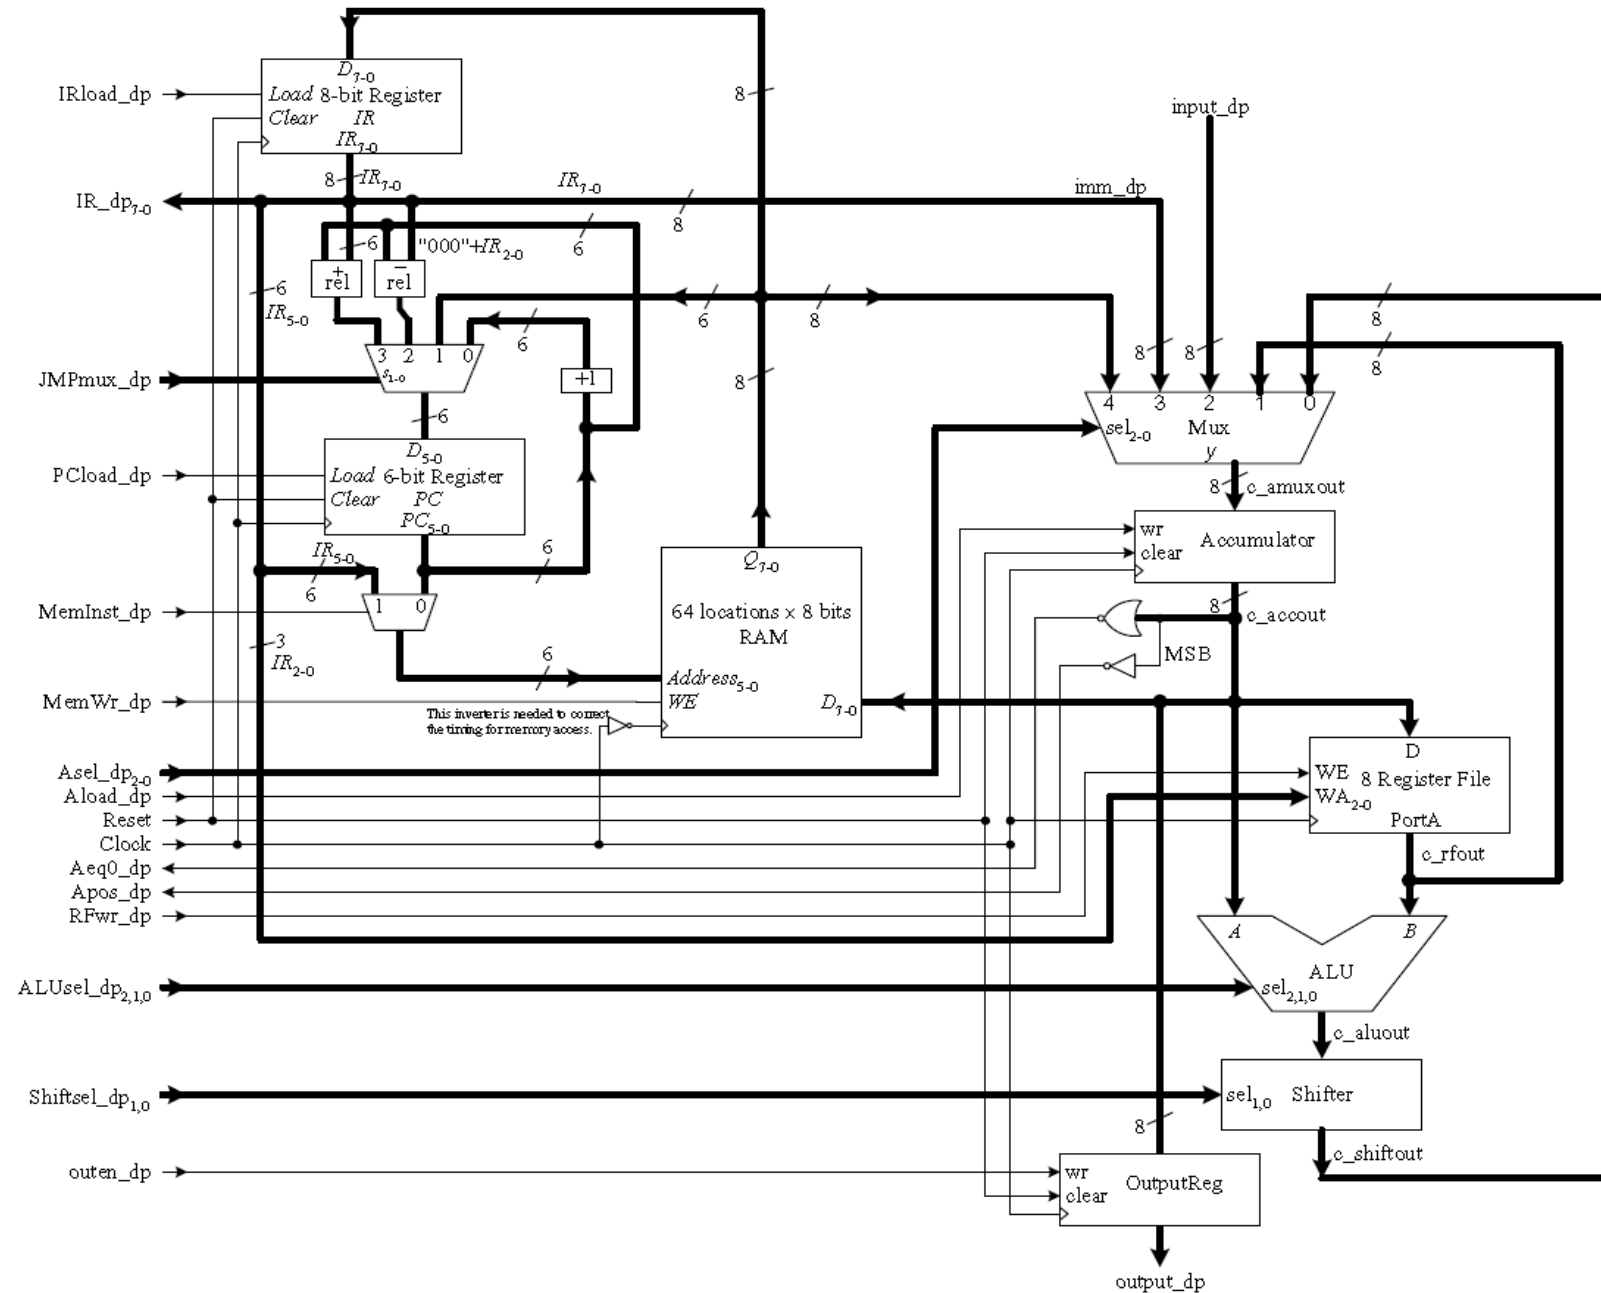 D7-0
IRload_dp
Load 8-bit Register
Clear IR
IR7-0
8
input_dp
8 IR7-0
IR7-0
imm_dp
IR_dp7-0
8
6
"000"+IR2-0
6
+
rel
−
rel
6
IR5-0
6
8
8
6
8
8
8
8
3 2 1 0
s1-0
JMPmux_dp
+1
8
6
4 3 2 1 0
sel2-0 Mux
y
D5-0
PCload_dp
Load 6-bit Register
Clear PC
PC5-0
8 c_amuxout
wr
Accumulator
clear
IR5-0
6
6
Q7-0
MemInst_dp
1 0
64 locations × 8 bits
RAM
8
c_accout
3
IR2-0
6
MSB
Address5-0
MemWr_dp
WE
D7-0
This inverter is needed to correct
the timing for memory access.
D
Asel_dp2-0
WE 8 Register File
Aload_dp
WA2-0
Reset
PortA
Clock
c_rfout
Aeq0_dp
Apos_dp
RFwr_dp
A B
ALU
ALUsel_dp2,1,0
sel2,1,0
c_aluout
Shiftsel_dp1,0
sel1,0 Shifter
8
c_shiftout
outen_dp
wr
OutputReg
clear
output_dp